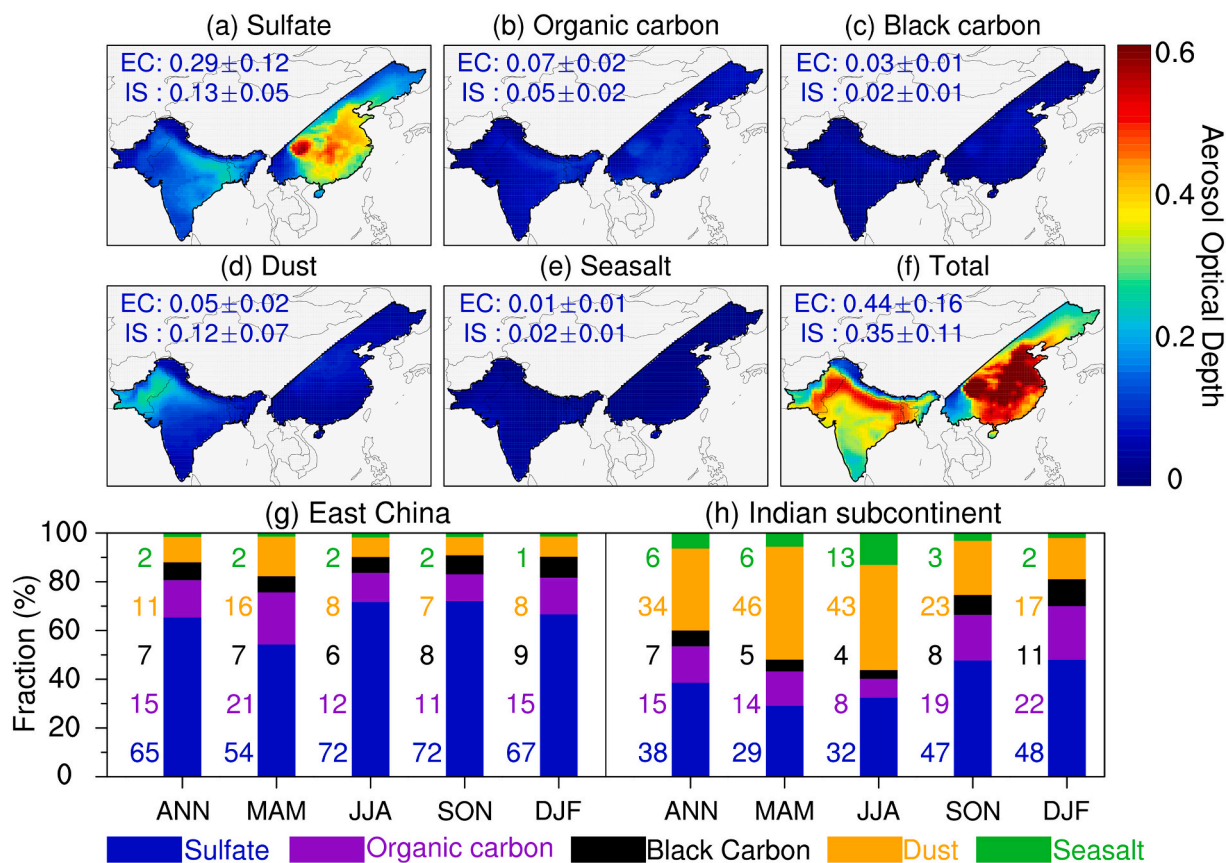 (a) Sulfate
EC: 0.29±0.12
IS : 0.13±0.05
(b) Organic carbon
EC: 0.07±0.02
IS : 0.05±0.02
(c) Black carbon
EC: 0.03±0.01
IS : 0.02±0.01
(d) Dust
EC: 0.05±0.02
IS : 0.12±0.07
(e) Seasalt
EC: 0.01±0.01
IS : 0.02±0.01
(f) Total
EC: 0.44±0.16
IS : 0.35±0.11
0.6
0.4
0.2
0
Aerosol Optical Depth
(g) East China
(h) Indian subcontinent
Fraction (%)
100
80
60
40
20
0
2 2 2 2 1 6 6 13 3 2
11 16 8 7 8 34 46 43 23 17
7 7 6 8 9 7 5 4 8 11
15 21 12 11 15 15 14 8 19 22
65 54 72 72 67 38 29 32 47 48
ANN MAM JJA SON DJF ANN MAM JJA SON DJF
Sulfate Organic carbon Black Carbon Dust Seasalt